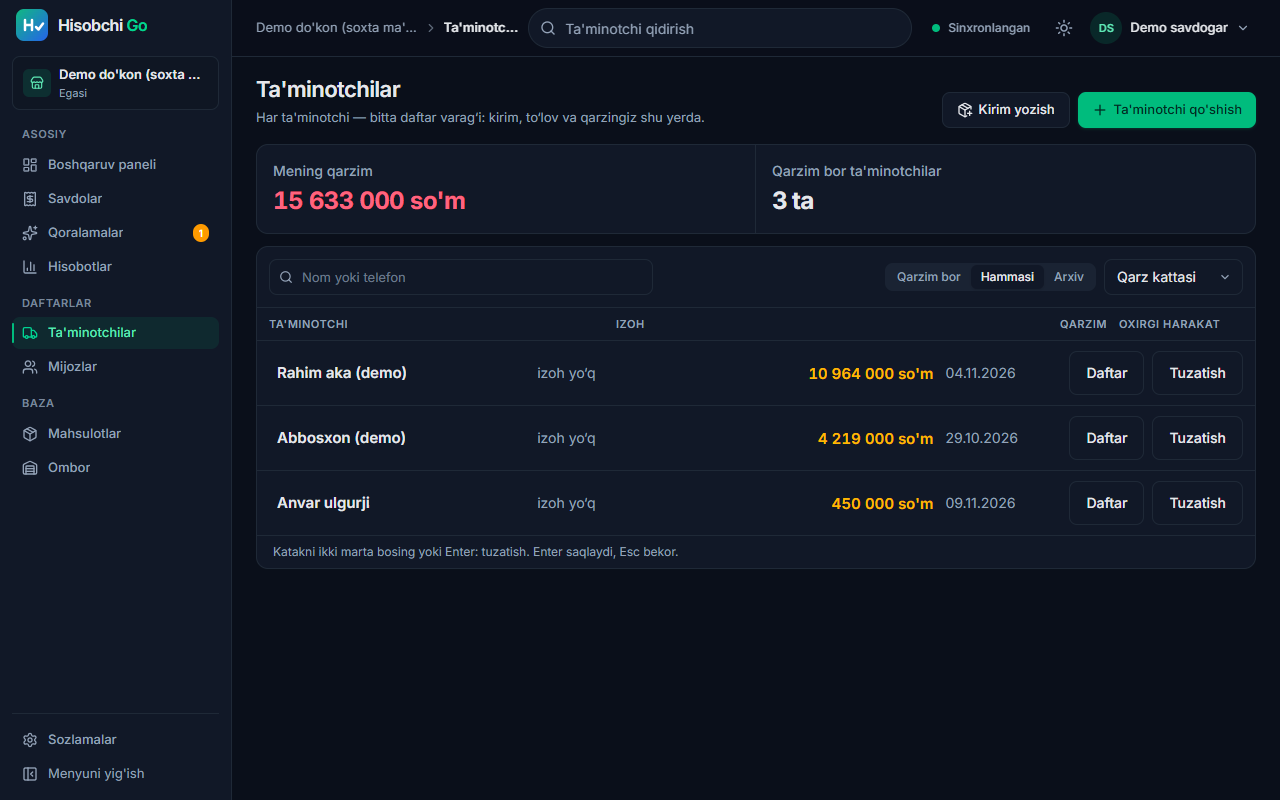 Hisobchi Go
Demo do'kon (soxta ma'...
Ta'minotc...
Ta'minotchi qidirish
Sinxronlangan
DS
Demo savdogar
Demo do'kon (soxta ...
Egasi
ASOSIY
Boshqaruv paneli
Savdolar
Qoralamalar
1
Hisobotlar
DAFTARLAR
Ta'minotchilar
Mijozlar
BAZA
Mahsulotlar
Ombor
Sozlamalar
Menyuni yig'ish
Ta'minotchilar
Har ta'minotchi — bitta daftar varag‘i: kirim, to‘lov va qarzingiz shu yerda.
Kirim yozish
Ta'minotchi qo'shish
Mening qarzim
15 633 000 so'm
Qarzim bor ta'minotchilar
3 ta
Nom yoki telefon
Qarzim bor
Hammasi
Arxiv
Qarz kattasi
TA'MINOTCHI IZOH QARZIM OXIRGI HARAKAT
Rahim aka (demo) izoh yo‘q 10 964 000 so'm 04.11.2026 Daftar Tuzatish
Abbosxon (demo) izoh yo‘q 4 219 000 so'm 29.10.2026 Daftar Tuzatish
Anvar ulgurji izoh yo‘q 450 000 so'm 09.11.2026 Daftar Tuzatish
Katakni ikki marta bosing yoki Enter: tuzatish. Enter saqlaydi, Esc bekor.